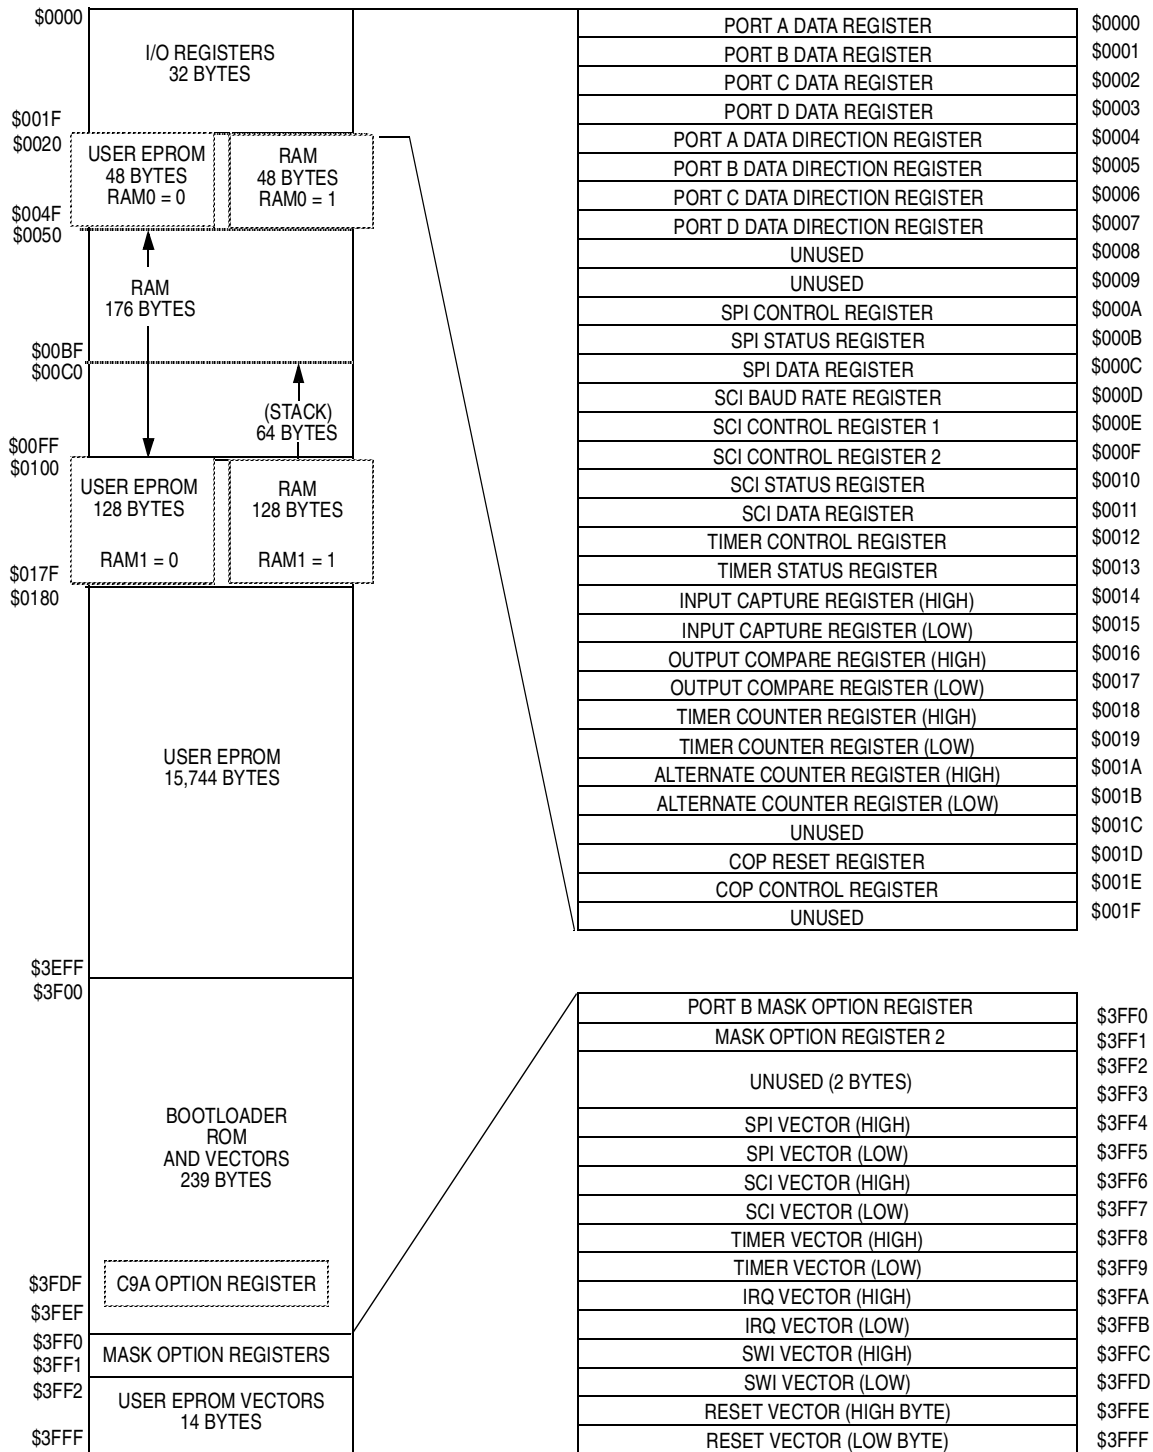 $0000
I/O REGISTERS
32 BYTES
$001F
$0020
USER EPROM
48 BYTES
RAM0 = 0
RAM
48 BYTES
RAM0 = 1
$004F
$0050
RAM
176 BYTES
$00BF
$00C0
(STACK)
64 BYTES
$00FF
$0100
USER EPROM
128 BYTES
RAM1 = 0
RAM
128 BYTES
RAM1 = 1
$017F
$0180
USER EPROM
15,744 BYTES
$3EFF
$3F00
BOOTLOADER
ROM
AND VECTORS
239 BYTES
$3FDF
C9A OPTION REGISTER
$3FEF
$3FF0
$3FF1
MASK OPTION REGISTERS
$3FF2
USER EPROM VECTORS
14 BYTES
$3FFF
PORT A DATA REGISTER $0000
PORT B DATA REGISTER $0001
PORT C DATA REGISTER $0002
PORT D DATA REGISTER $0003
PORT A DATA DIRECTION REGISTER $0004
PORT B DATA DIRECTION REGISTER $0005
PORT C DATA DIRECTION REGISTER $0006
PORT D DATA DIRECTION REGISTER $0007
UNUSED $0008
UNUSED $0009
SPI CONTROL REGISTER $000A
SPI STATUS REGISTER $000B
SPI DATA REGISTER $000C
SCI BAUD RATE REGISTER $000D
SCI CONTROL REGISTER 1 $000E
SCI CONTROL REGISTER 2 $000F
SCI STATUS REGISTER $0010
SCI DATA REGISTER $0011
TIMER CONTROL REGISTER $0012
TIMER STATUS REGISTER $0013
INPUT CAPTURE REGISTER (HIGH) $0014
INPUT CAPTURE REGISTER (LOW) $0015
OUTPUT COMPARE REGISTER (HIGH) $0016
OUTPUT COMPARE REGISTER (LOW) $0017
TIMER COUNTER REGISTER (HIGH) $0018
TIMER COUNTER REGISTER (LOW) $0019
ALTERNATE COUNTER REGISTER (HIGH) $001A
ALTERNATE COUNTER REGISTER (LOW) $001B
UNUSED $001C
COP RESET REGISTER $001D
COP CONTROL REGISTER $001E
UNUSED $001F
PORT B MASK OPTION REGISTER $3FF0
MASK OPTION REGISTER 2 $3FF1
$3FF2
UNUSED (2 BYTES)
$3FF3
SPI VECTOR (HIGH) $3FF4
SPI VECTOR (LOW) $3FF5
SCI VECTOR (HIGH) $3FF6
SCI VECTOR (LOW) $3FF7
TIMER VECTOR (HIGH) $3FF8
TIMER VECTOR (LOW) $3FF9
IRQ VECTOR (HIGH) $3FFA
IRQ VECTOR (LOW) $3FFB
SWI VECTOR (HIGH) $3FFC
SWI VECTOR (LOW) $3FFD
RESET VECTOR (HIGH BYTE) $3FFE
RESET VECTOR (LOW BYTE) $3FFF